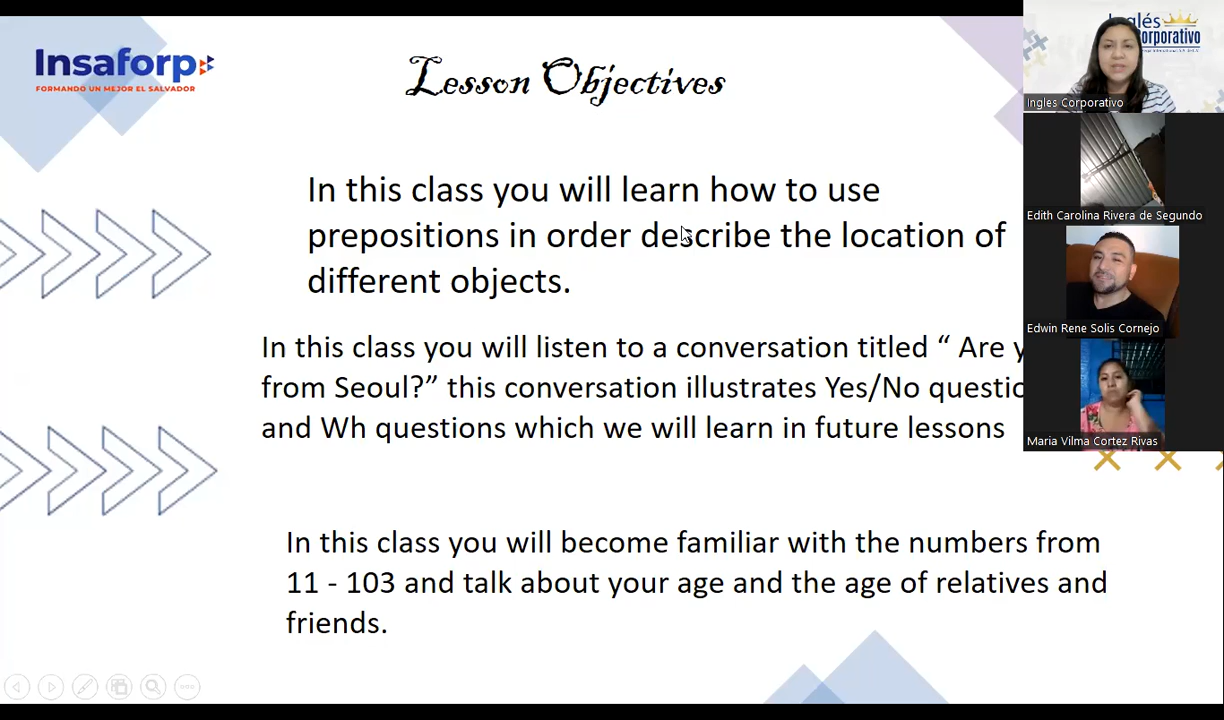 Insaforp
FORMANDO UN MEJOR EL SALVADOR
Lesson Objectives
In this class you will learn how to use
prepositions in order describe the location of
different objects.
In this class you will listen to a conversation titled “ Are
from Seoul?” this conversation illustrates Yes/No
and Wh questions which we will learn in future lessons
In this class you will become familiar with the numbers from
11 - 103 and talk about your age and the age of relatives and
friends.
Ingles Corporativo
Edith Carolina Rivera de Segundo
Edwin Rene Solis Cornejo
Maria Vilma Cortez Rivas